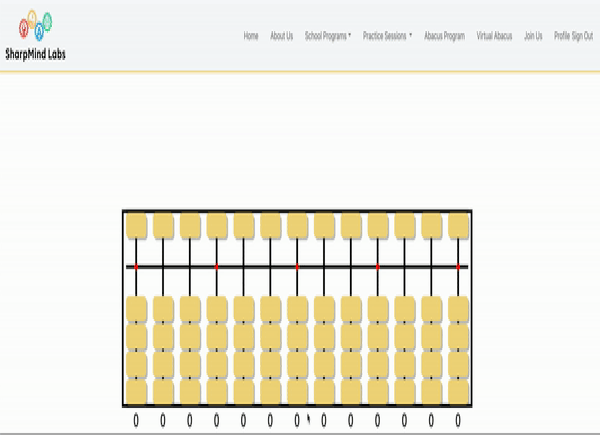 SharpMind Labs
Home About Us School Programs Practice Sessions Abacus Program Virtual Abacus Join Us Profile Sign Out
0 0 0 0 0 0 0 0 0 0 0 0 0